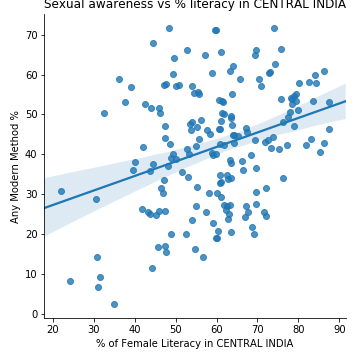 Sexual awareness vs % literacy in CENTRAL INDIA
70
60
50
40
30
20
10
0
Any Modern Method %
20 30 40 50 60 70 80 90
% of Female Literacy in CENTRAL INDIA